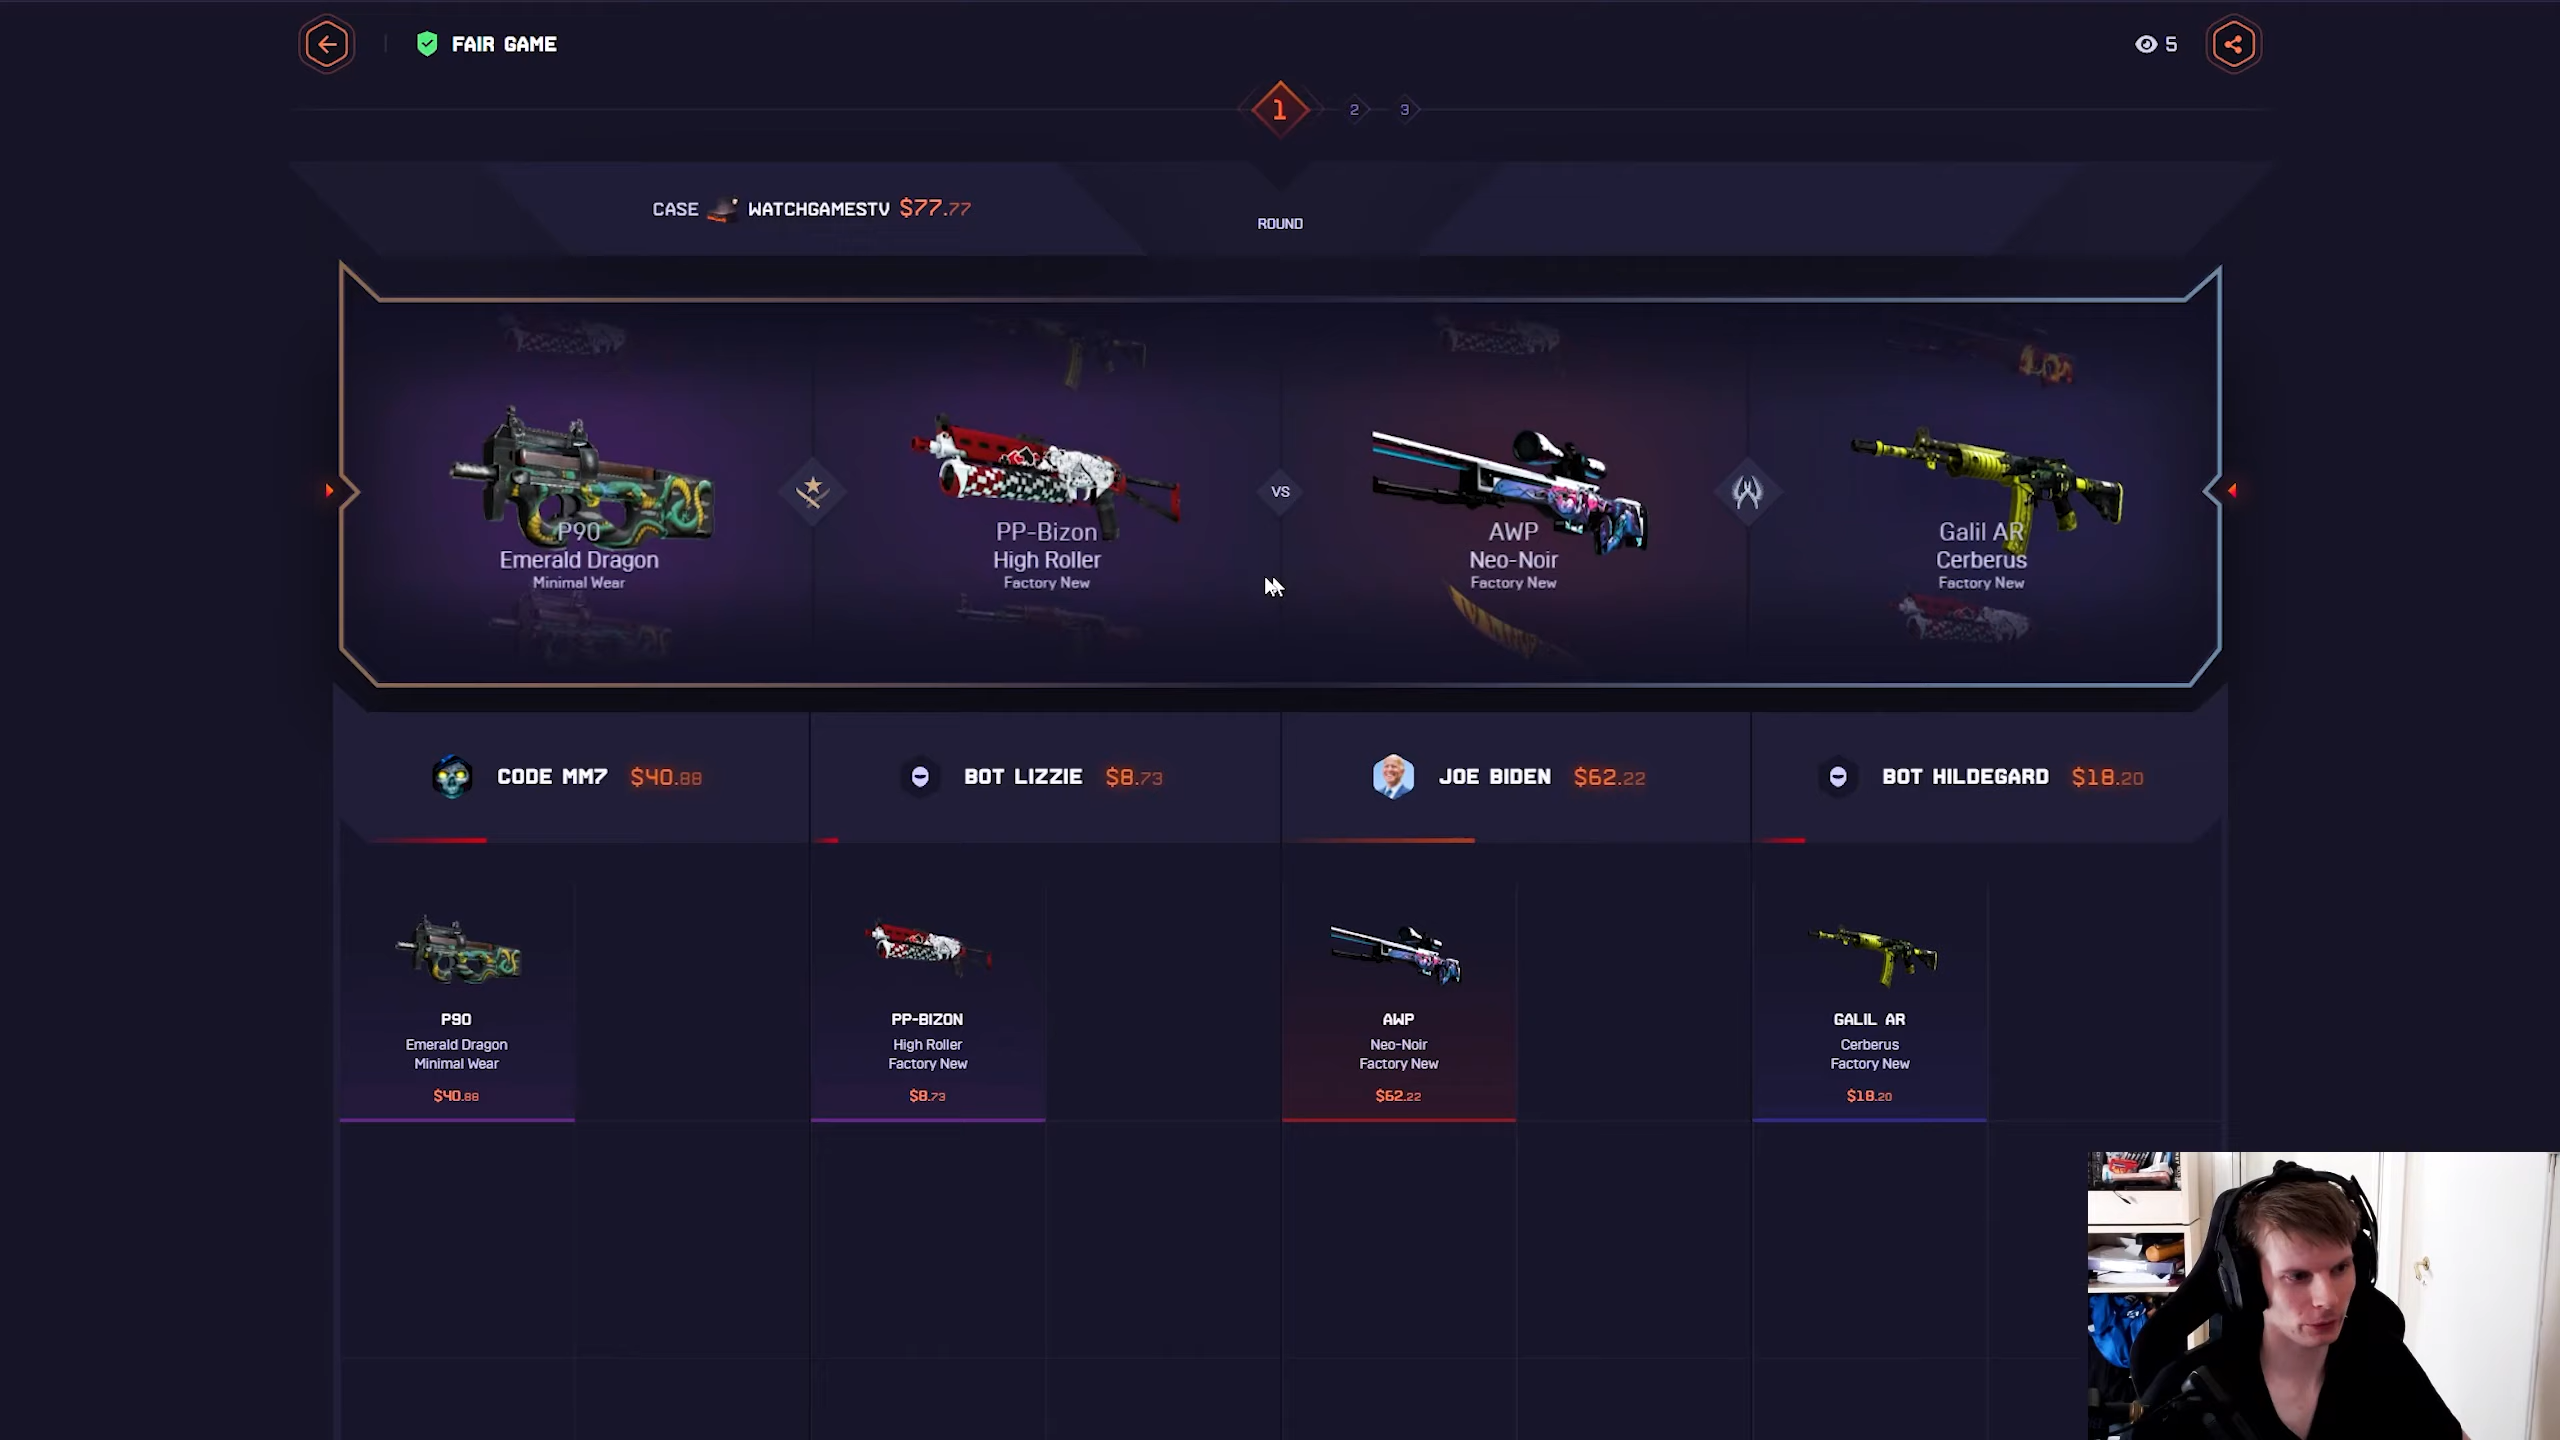 FAIR GAME
5
1
2
3
CASE WATCHGAMESTV $77.77
ROUND
P90
Emerald Dragon
Minimal Wear
PP-Bizon
High Roller
Factory New
VS
AWP
Neo-Noir
Factory New
Galil AR
Cerberus
Factory New
CODE MM7 $40.88
BOT LIZZIE $8.73
JOE BIDEN $62.22
BOT HILDEGARD $18.20
P90
Emerald Dragon
Minimal Wear
$40.88
PP-BIZON
High Roller
Factory New
$8.73
AWP
Neo-Noir
Factory New
$62.22
GALIL AR
Cerberus
Factory New
$18.20